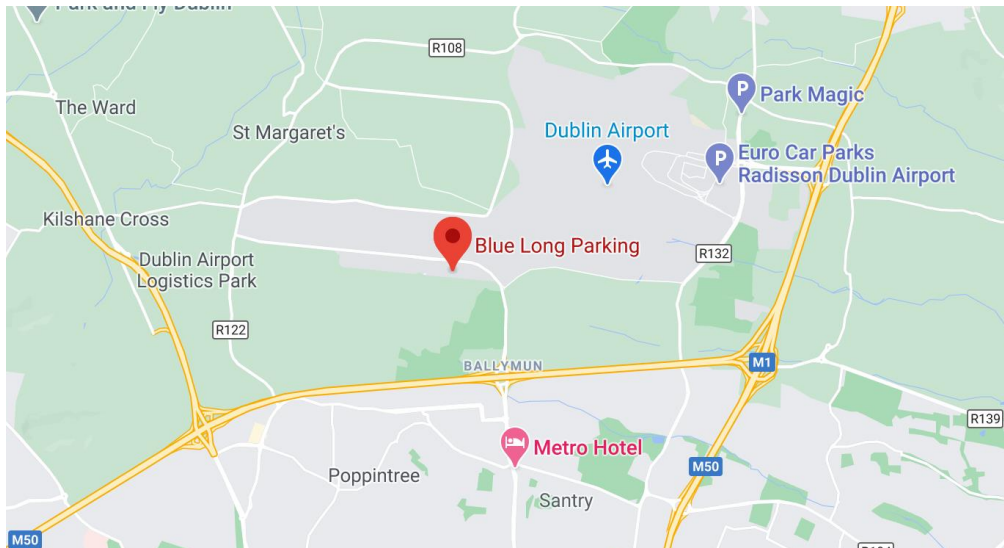 Park and Fly Dublin
R108
The Ward
Park Magic
St Margaret's
Dublin Airport
Euro Car Parks
Radisson Dublin Airport
Kilshane Cross
Blue Long Parking
R132
Dublin Airport
Logistics Park
R122
BALLYMUN
M1
R139
Metro Hotel
Poppintree
M50
Santry
M50